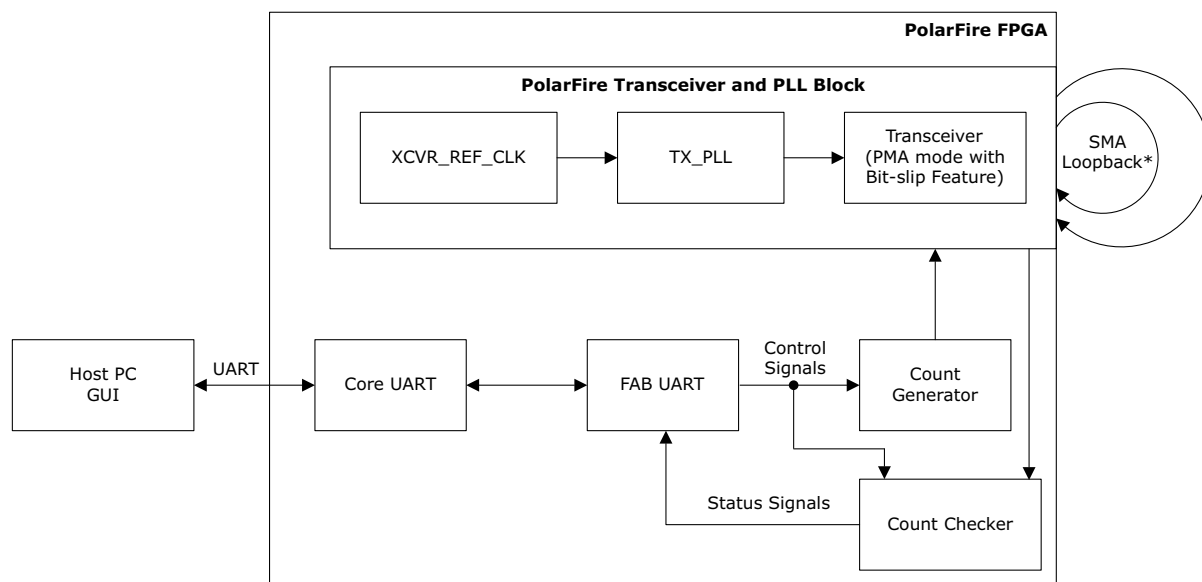 PolarFire FPGA
PolarFire Transceiver and PLL Block
XCVR_REF_CLK
TX_PLL
Transceiver
(PMA mode with
Bit-slip Feature)
SMA
Loopback*
Host PC
GUI
UART
Core UART
FAB UART
Control
Signals
Count
Generator
Status Signals
Count Checker